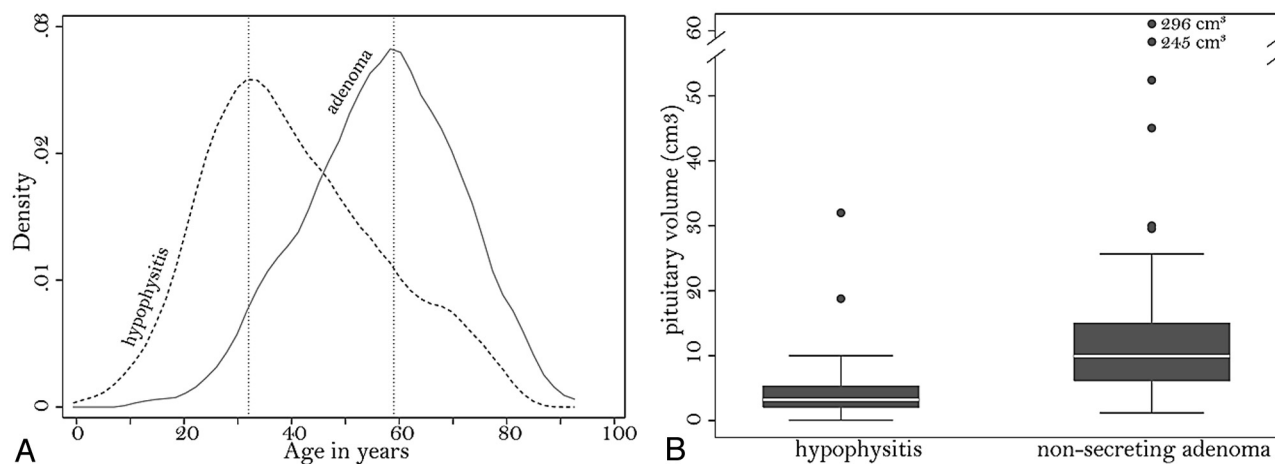 .03
.02
.01
0
Density
hypophysitis
adenoma
0 20 40 60 80 100
Age in years
A
60
50
40
30
20
10
0
pituitary volume (cm3)
296 cm³
245 cm³
hypophysitis non-secreting adenoma
B